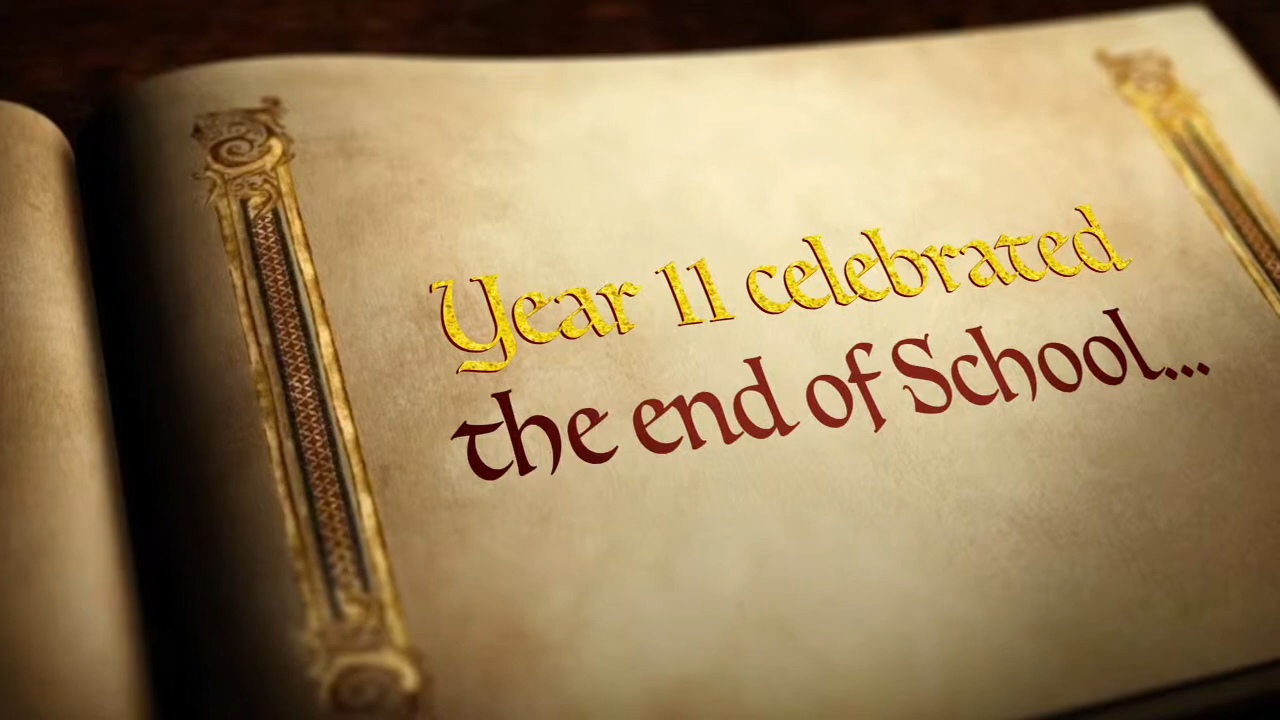 Year 11 celebrated
the end of School...